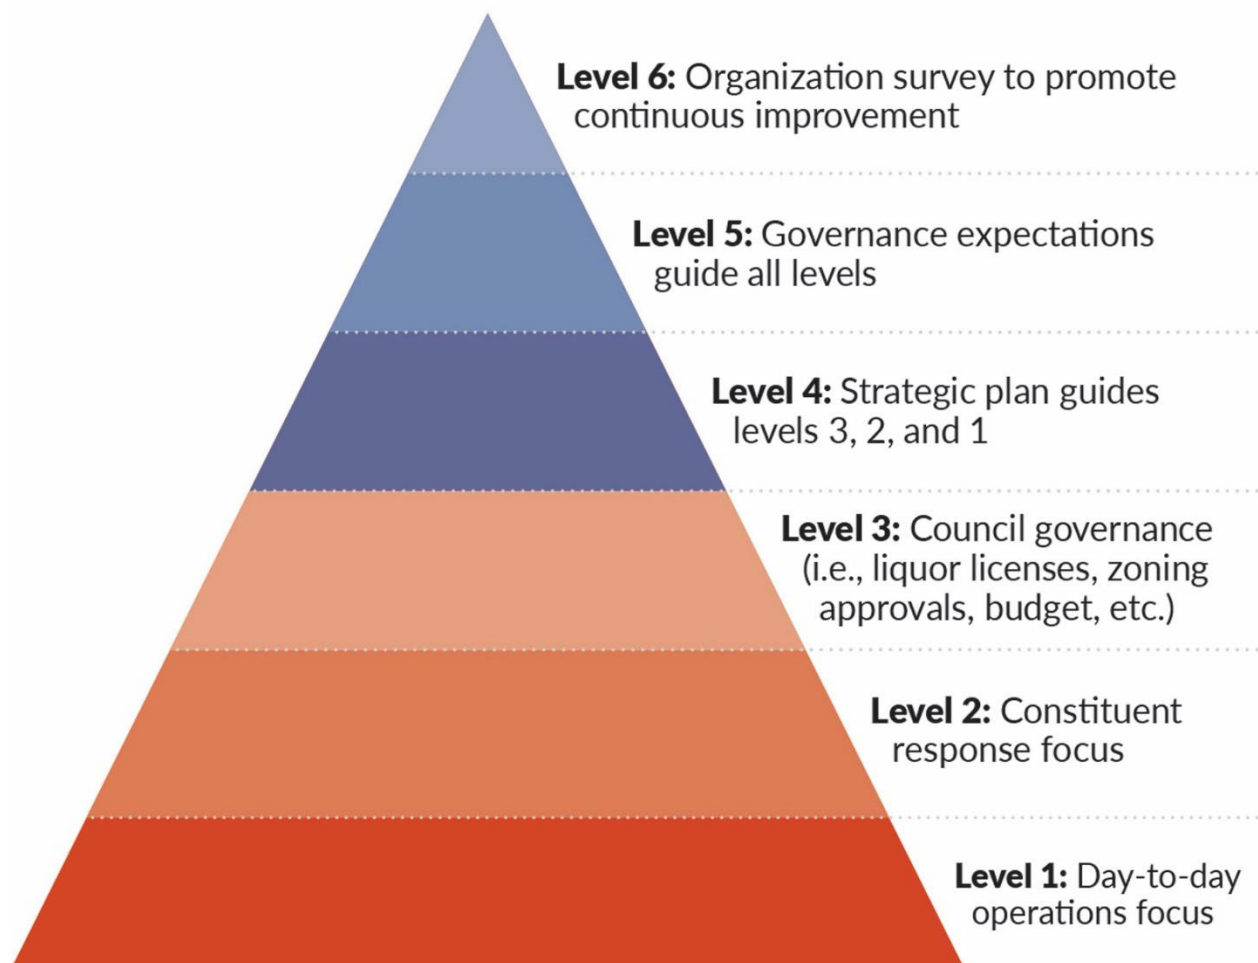 Level 6: Organization survey to promote
continuous improvement
Level 5: Governance expectations
guide all levels
Level 4: Strategic plan guides
levels 3, 2, and 1
Level 3: Council governance
(i.e., liquor licenses, zoning
approvals, budget, etc.)
Level 2: Constituent
response focus
Level 1: Day-to-day
operations focus